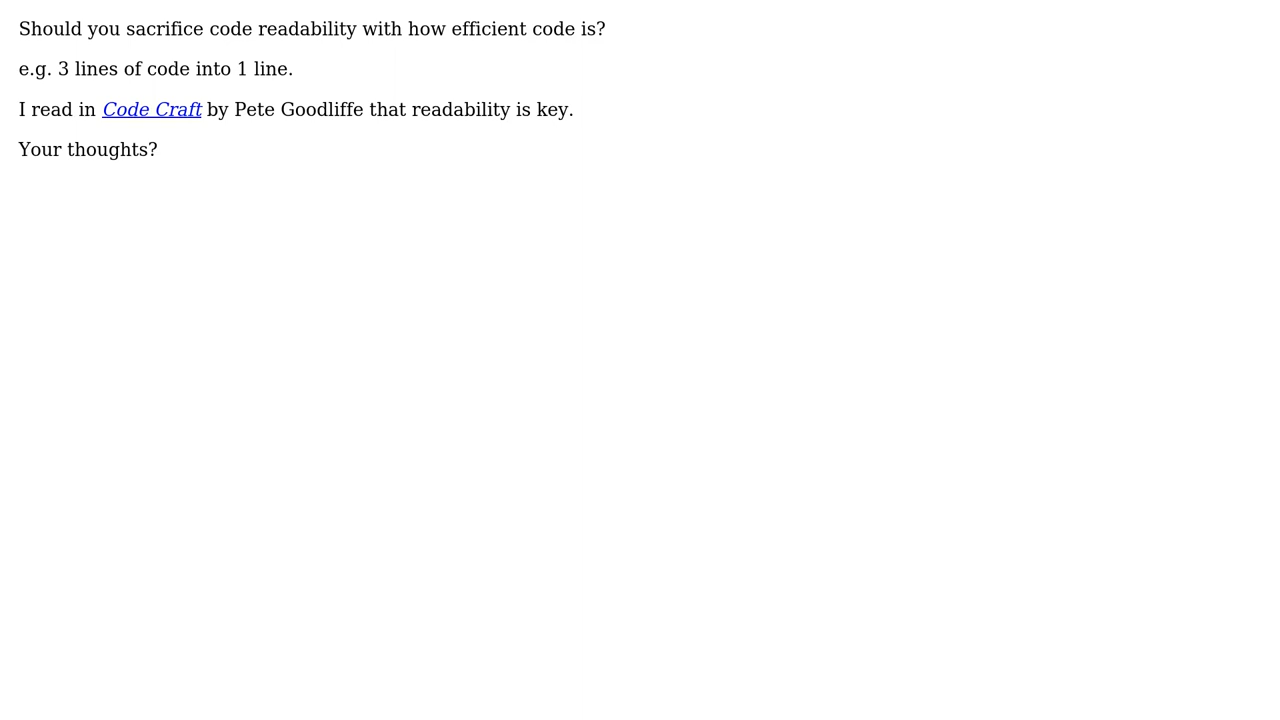 Should you sacrifice code readability with how efficient code is?
e.g. 3 lines of code into 1 line.
I read in Code Craft by Pete Goodliffe that readability is key.
Your thoughts?